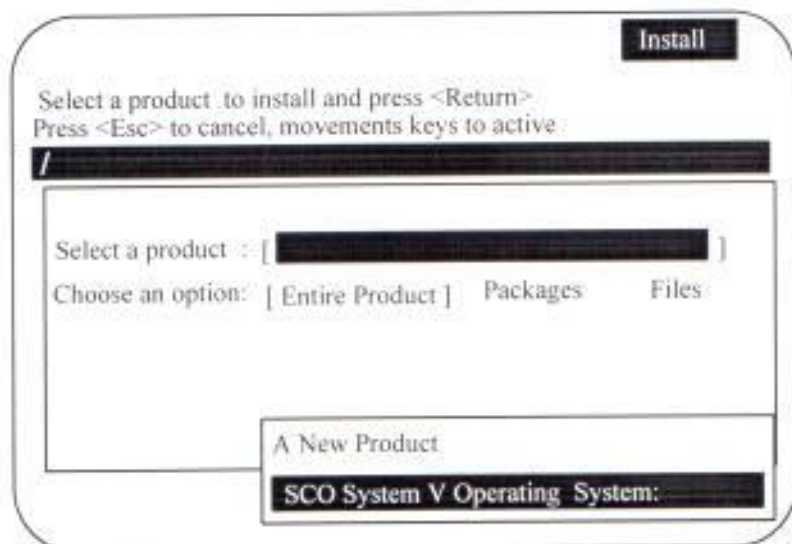 Install
Select a product to install and press <Return>
Press <Esc> to cancel, movements keys to active
/
Select a product : [ ]
Choose an option: [ Entire Product ] Packages Files
A New Product
SCO System V Operating System: